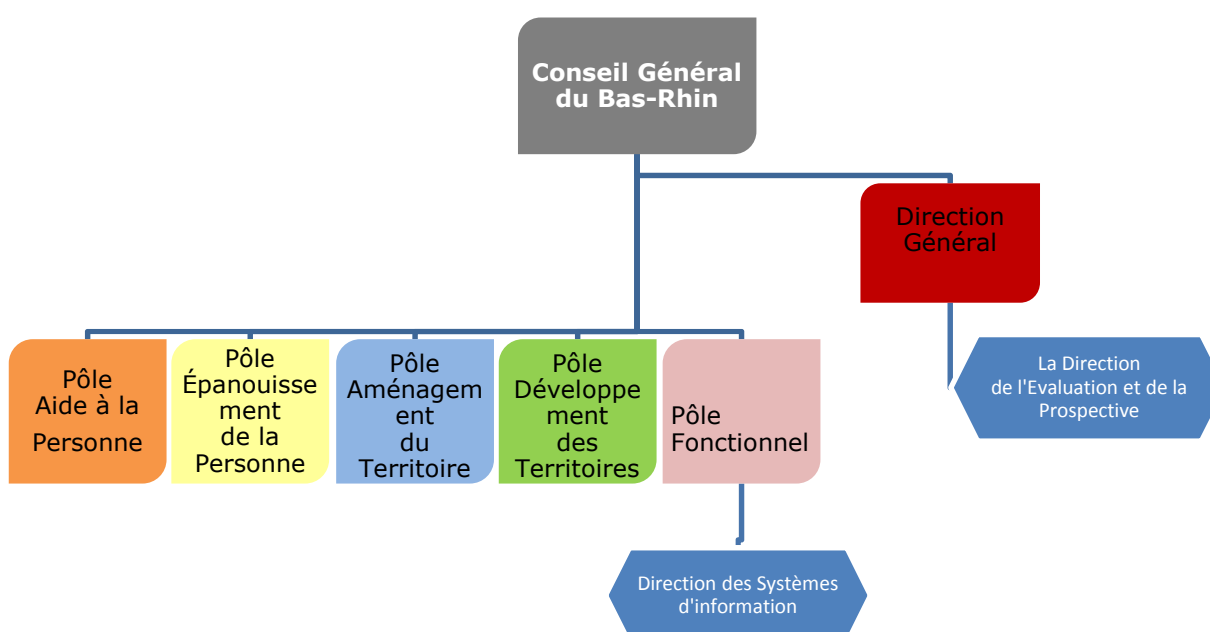 Conseil Général
du Bas-Rhin
Direction
Général
Pôle
Aide à la
Personne
Pôle
Épanouisse
ment
de la
Personne
Pôle
Aménagem
ent
du
Territoire
Pôle
Développe
ment
des
Territoires
Pôle
Fonctionnel
La Direction
de l'Evaluation et de la
Prospective
Direction des Systèmes
d'information